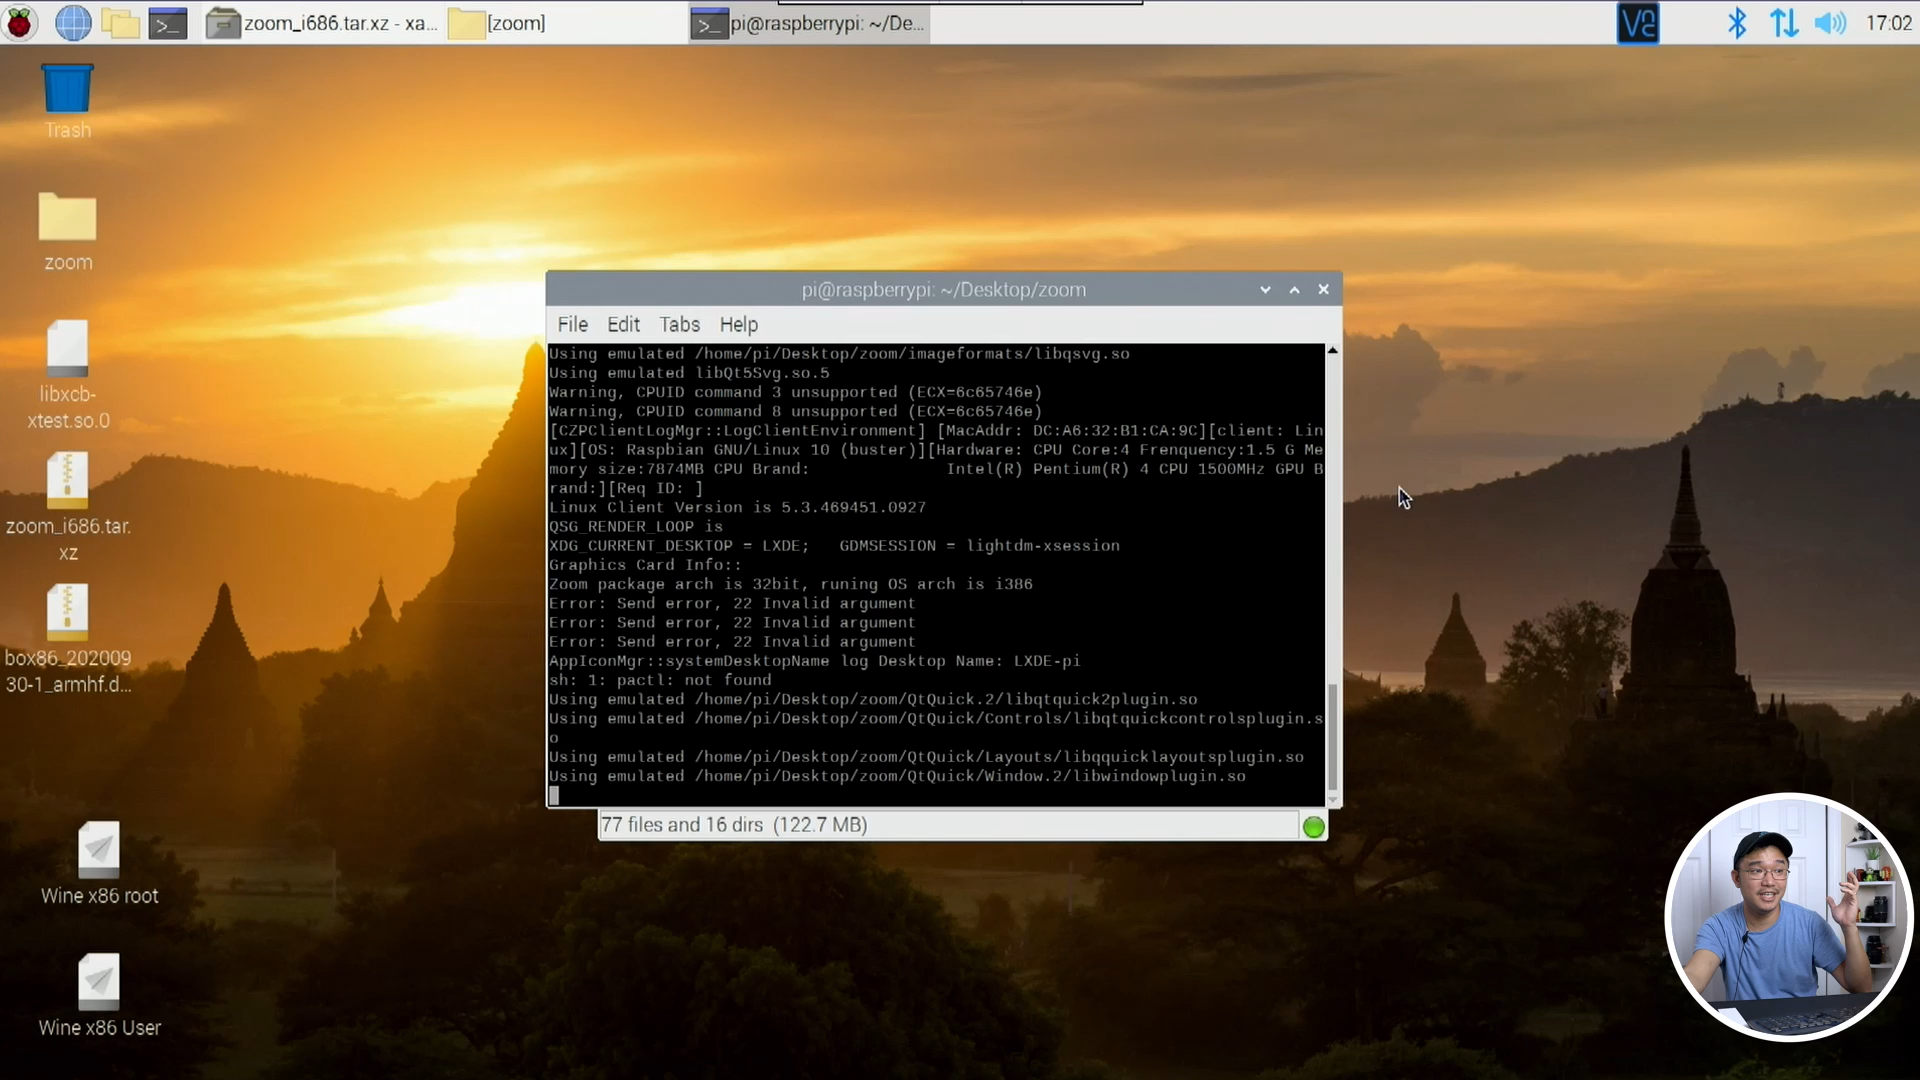 zoom_i686.tar.xz - xa...
[zoom]
pi@raspberrypi: ~/De...
17:02
Trash
zoom
libxcb-
xtest.so.0
zoom_i686.tar.
xz
box86_202009
30-1_armhf.d...
Wine x86 root
Wine x86 User
pi@raspberrypi: ~/Desktop/zoom
File Edit Tabs Help
Using emulated /home/pi/Desktop/zoom/imageformats/libqsvg.so
Using emulated libQt5Svg.so.5
Warning, CPUID command 3 unsupported (ECX=6c65746e)
Warning, CPUID command 8 unsupported (ECX=6c65746e)
[CZPClientLogMgr::LogClientEnvironment] [MacAddr: DC:A6:32:B1:CA:9C][client: Lin
ux][OS: Raspbian GNU/Linux 10 (buster)][Hardware: CPU Core:4 Frenquency:1.5 G Me
mory size:7874MB CPU Brand: Intel(R) Pentium(R) 4 CPU 1500MHz GPU B
rand:][Req ID: ]
Linux Client Version is 5.3.469451.0927
QSG_RENDER_LOOP is
XDG_CURRENT_DESKTOP = LXDE; GDMSESSION = lightdm-xsession
Graphics Card Info::
Zoom package arch is 32bit, runing OS arch is i386
Error: Send error, 22 Invalid argument
Error: Send error, 22 Invalid argument
Error: Send error, 22 Invalid argument
AppIconMgr::systemDesktopName log Desktop Name: LXDE-pi
sh: 1: pactl: not found
Using emulated /home/pi/Desktop/zoom/QtQuick.2/libqtquick2plugin.so
Using emulated /home/pi/Desktop/zoom/QtQuick/Controls/libqtquickcontrolsplugin.s
o
Using emulated /home/pi/Desktop/zoom/QtQuick/Layouts/libqquicklayoutsplugin.so
Using emulated /home/pi/Desktop/zoom/QtQuick/Window.2/libwindowplugin.so
77 files and 16 dirs (122.7 MB)